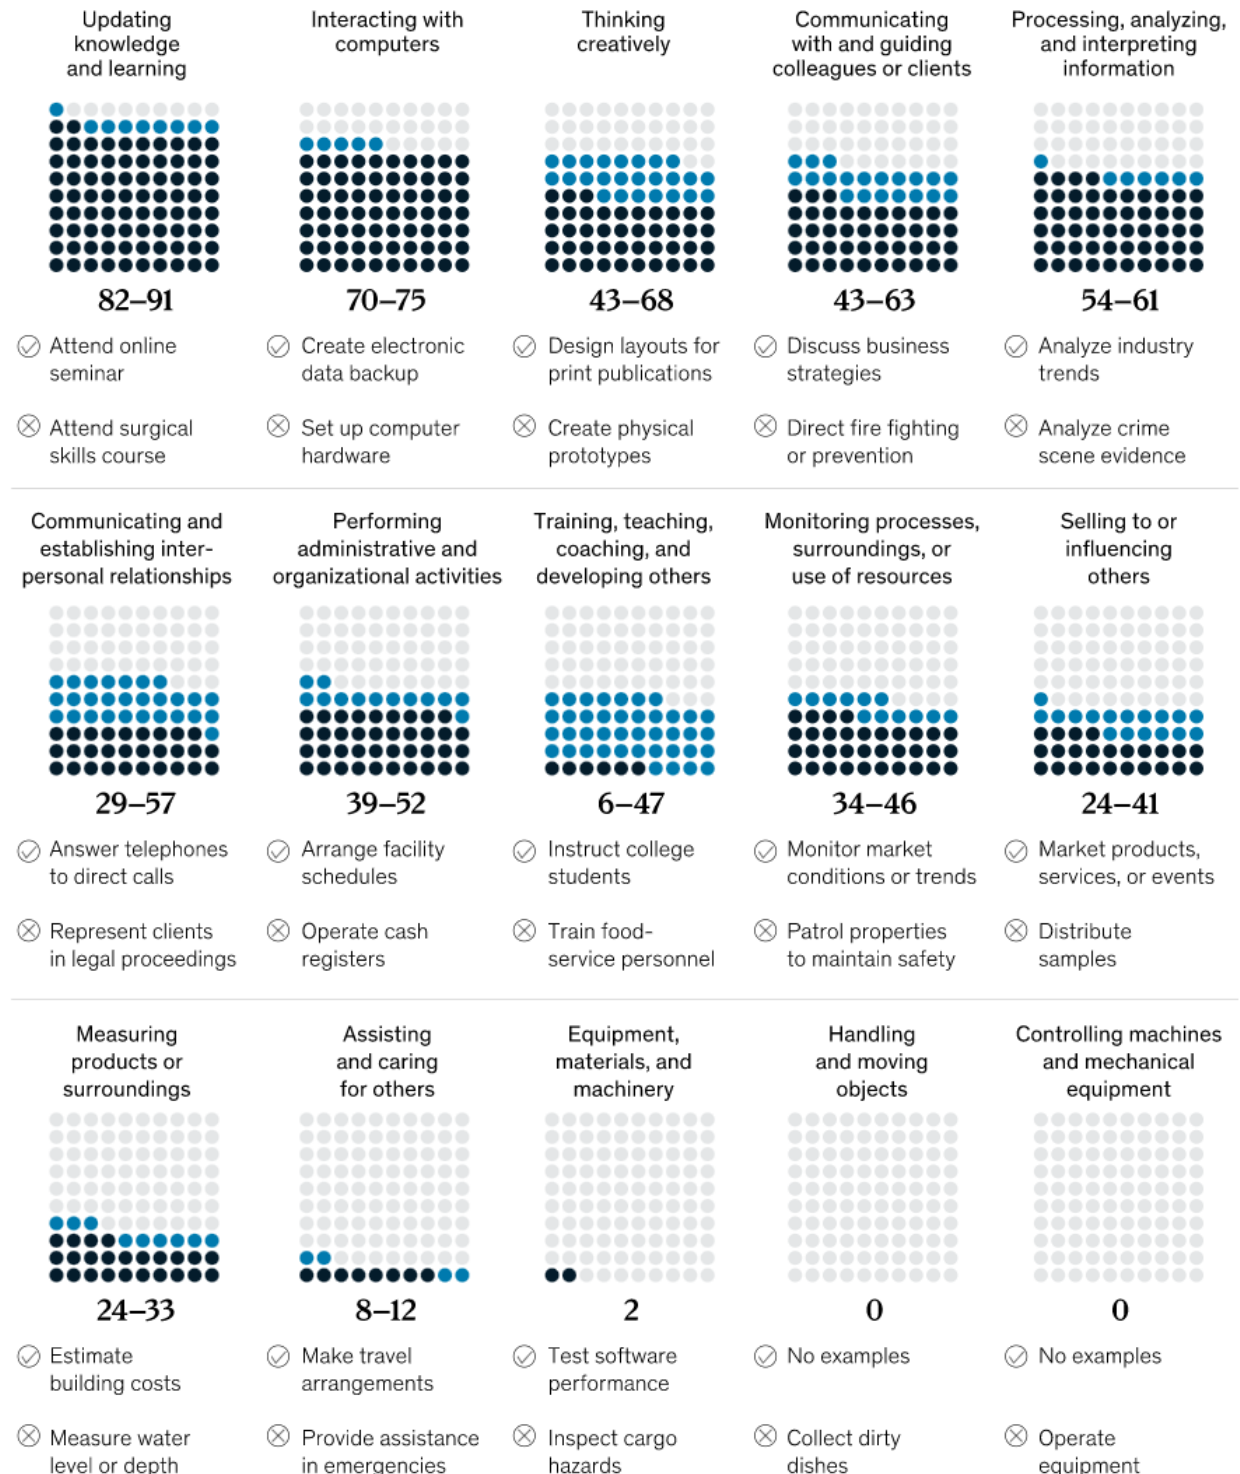 Updating
knowledge
and learning
Interacting with
computers
Thinking
creatively
Communicating
with and guiding
colleagues or clients
Processing, analyzing,
and interpreting
information
82–91
70–75
43–68
43–63
54–61
Attend online
seminar
Create electronic
data backup
Design layouts for
print publications
Discuss business
strategies
Analyze industry
trends
Attend surgical
skills course
Set up computer
hardware
Create physical
prototypes
Direct fire fighting
or prevention
Analyze crime
scene evidence
Communicating and
establishing inter-
personal relationships
Performing
administrative and
organizational activities
Training, teaching,
coaching, and
developing others
Monitoring processes,
surroundings, or
use of resources
Selling to or
influencing
others
29–57
39–52
6–47
34–46
24–41
Answer telephones
to direct calls
Arrange facility
schedules
Instruct college
students
Monitor market
conditions or trends
Market products,
services, or events
Represent clients
in legal proceedings
Operate cash
registers
Train food-
service personnel
Patrol properties
to maintain safety
Distribute
samples
Measuring
products or
surroundings
Assisting
and caring
for others
Equipment,
materials, and
machinery
Handling
and moving
objects
Controlling machines
and mechanical
equipment
24–33
8–12
2
0
0
Estimate
building costs
Make travel
arrangements
Test software
performance
No examples
No examples
Measure water
level or depth
Provide assistance
in emergencies
Inspect cargo
hazards
Collect dirty
dishes
Operate
equipment